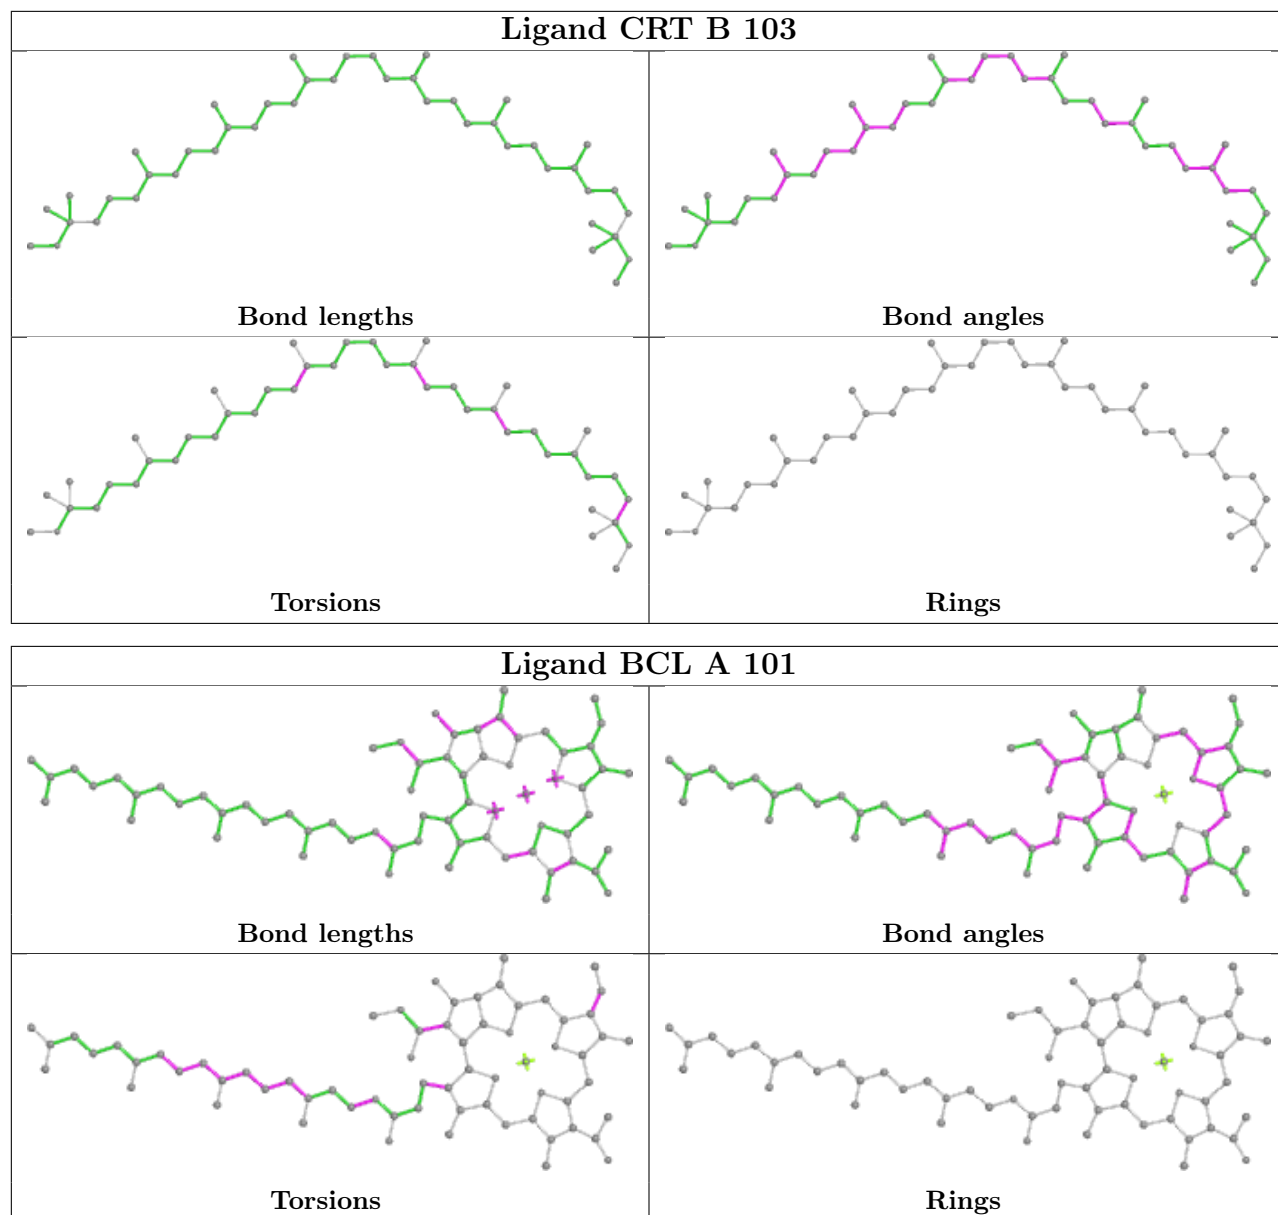 Ligand CRT B 103
Bond lengths
Bond angles
Torsions
Rings
Ligand BCL A 101
Bond lengths
Bond angles
Torsions
Rings